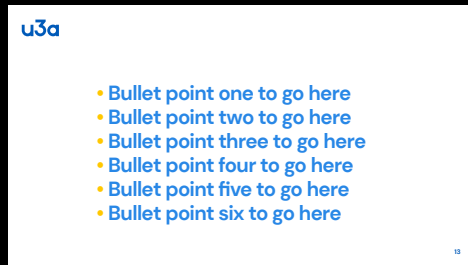 u3a
• Bullet point one to go here
• Bullet point two to go here
• Bullet point three to go here
• Bullet point four to go here
• Bullet point five to go here
• Bullet point six to go here
13